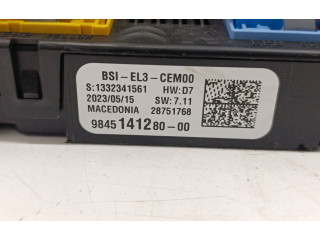 BSI-EL3-CEM00
S:1332341561 HW:D7
2023/05/15 SW:7.11
MACEDONIA 28751768
9845141280-00